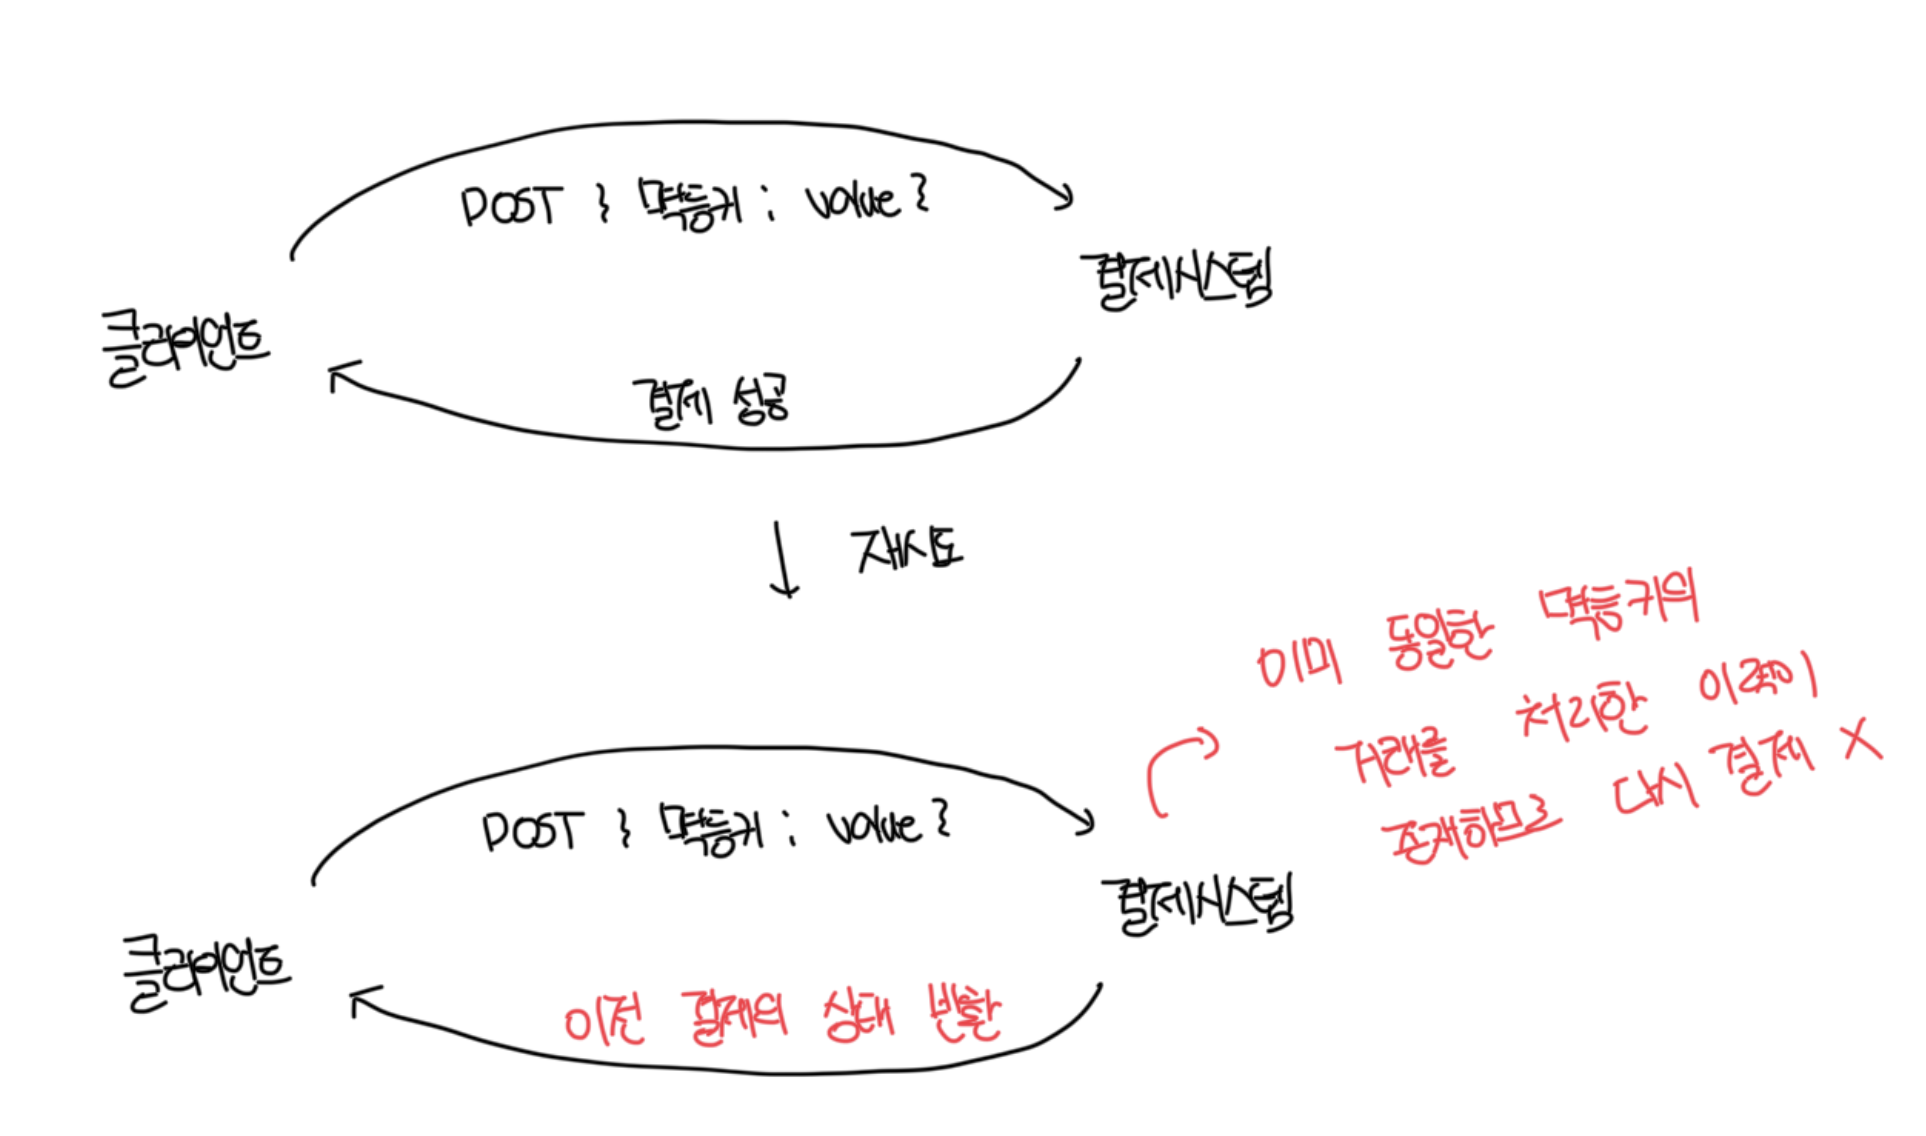 POST { 멱등키 : value }
결제시스템
클라이언트
결제 성공
재시도
이미 동일한 멱등키의
거래를 처리한 이력이
존재하므로 다시 결제 X
POST { 멱등키 : value }
결제시스템
클라이언트
이전 결제의 상태 반환